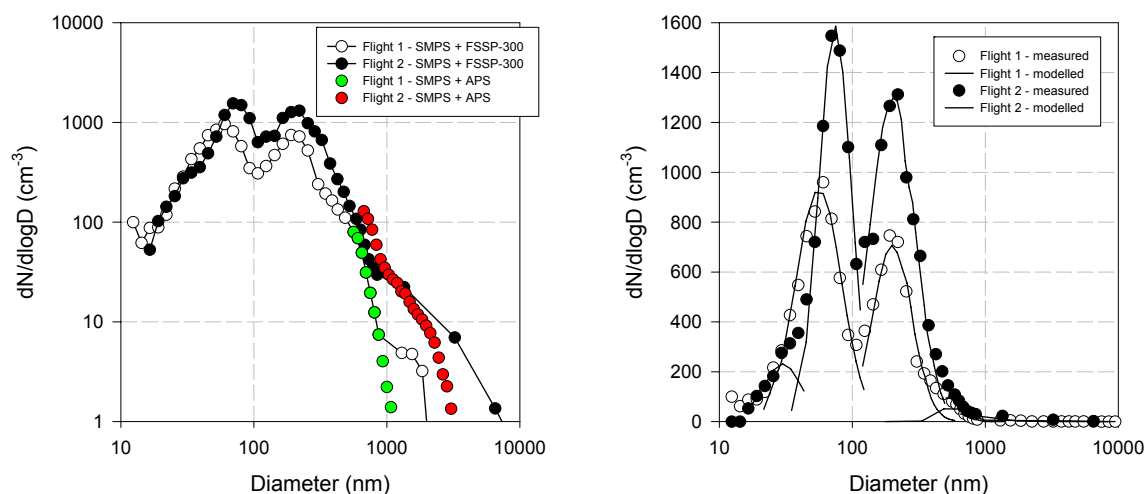 10000
1000
100
10
1
dN/dlogD (cm-3)
10 100 1000 10000
Diameter (nm)
Flight 1 - SMPS + FSSP-300
Flight 2 - SMPS + FSSP-300
Flight 1 - SMPS + APS
Flight 2 - SMPS + APS
1600
1400
1200
1000
800
600
400
200
0
dN/dlogD (cm-3)
10 100 1000 10000
Diameter (nm)
Flight 1 - measured
Flight 1 - modelled
Flight 2 - measured
Flight 2 - modelled